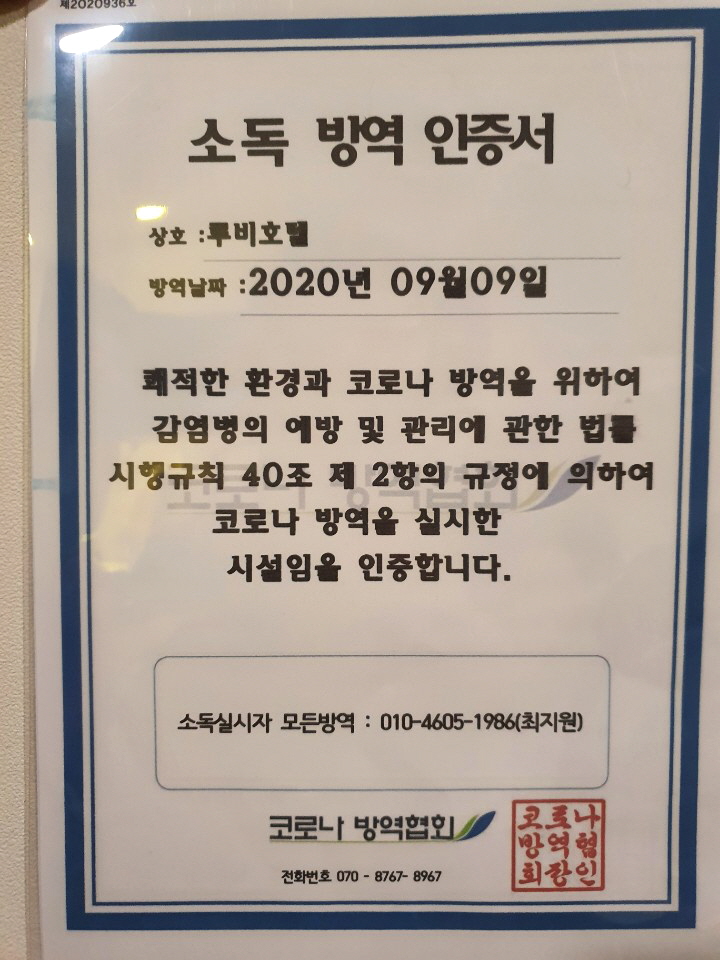 제2020936호
소독 방역 인증서
상호 :루비호텔
방역날짜 :2020년 09월09일
쾌적한 환경과 코로나 방역을 위하여
감염병의 예방 및 관리에 관한 법률
시행규칙 40조 제 2항의 규정에 의하여
코로나 방역협회
코로나 방역을 실시한
시설임을 인증합니다.
소독실시자 모든방역 : 010-4605-1986(최지원)
코로나 방역협회
코로나
방역협
회장인
전화번호 070 - 8767- 8967